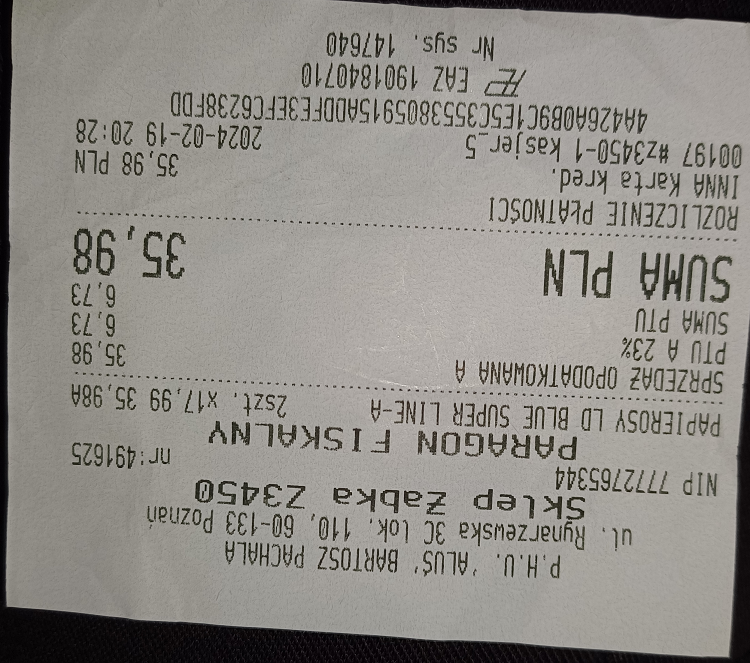 P.H.U. 'ALUŚ' BARTOSZ PACHALA
ul. Rynarzewska 3C lok. 110, 60-133 Poznań
Sklep Żabka Z3450
NIP 7772765344 nr:491625
PARAGON FISKALNY
PAPIEROSY LD BLUE SUPER LINE-A 2szt. x17,99 35,98A
SPRZEDAŻ OPODATKOWANA A 35,98
PTU A 23% 6,73
SUMA PTU 6,73
SUMA PLN 35,98
ROZLICZENIE PŁATNOŚCI
INNA Karta kred. 35,98 PLN
00197 #z3450-1 kasjer_5 2024-02-19 20:28
4A426A0B9C1E5C3553805915ADDFE3EFC6238FDD
EAZ 1901840710
Nr sys. 147640